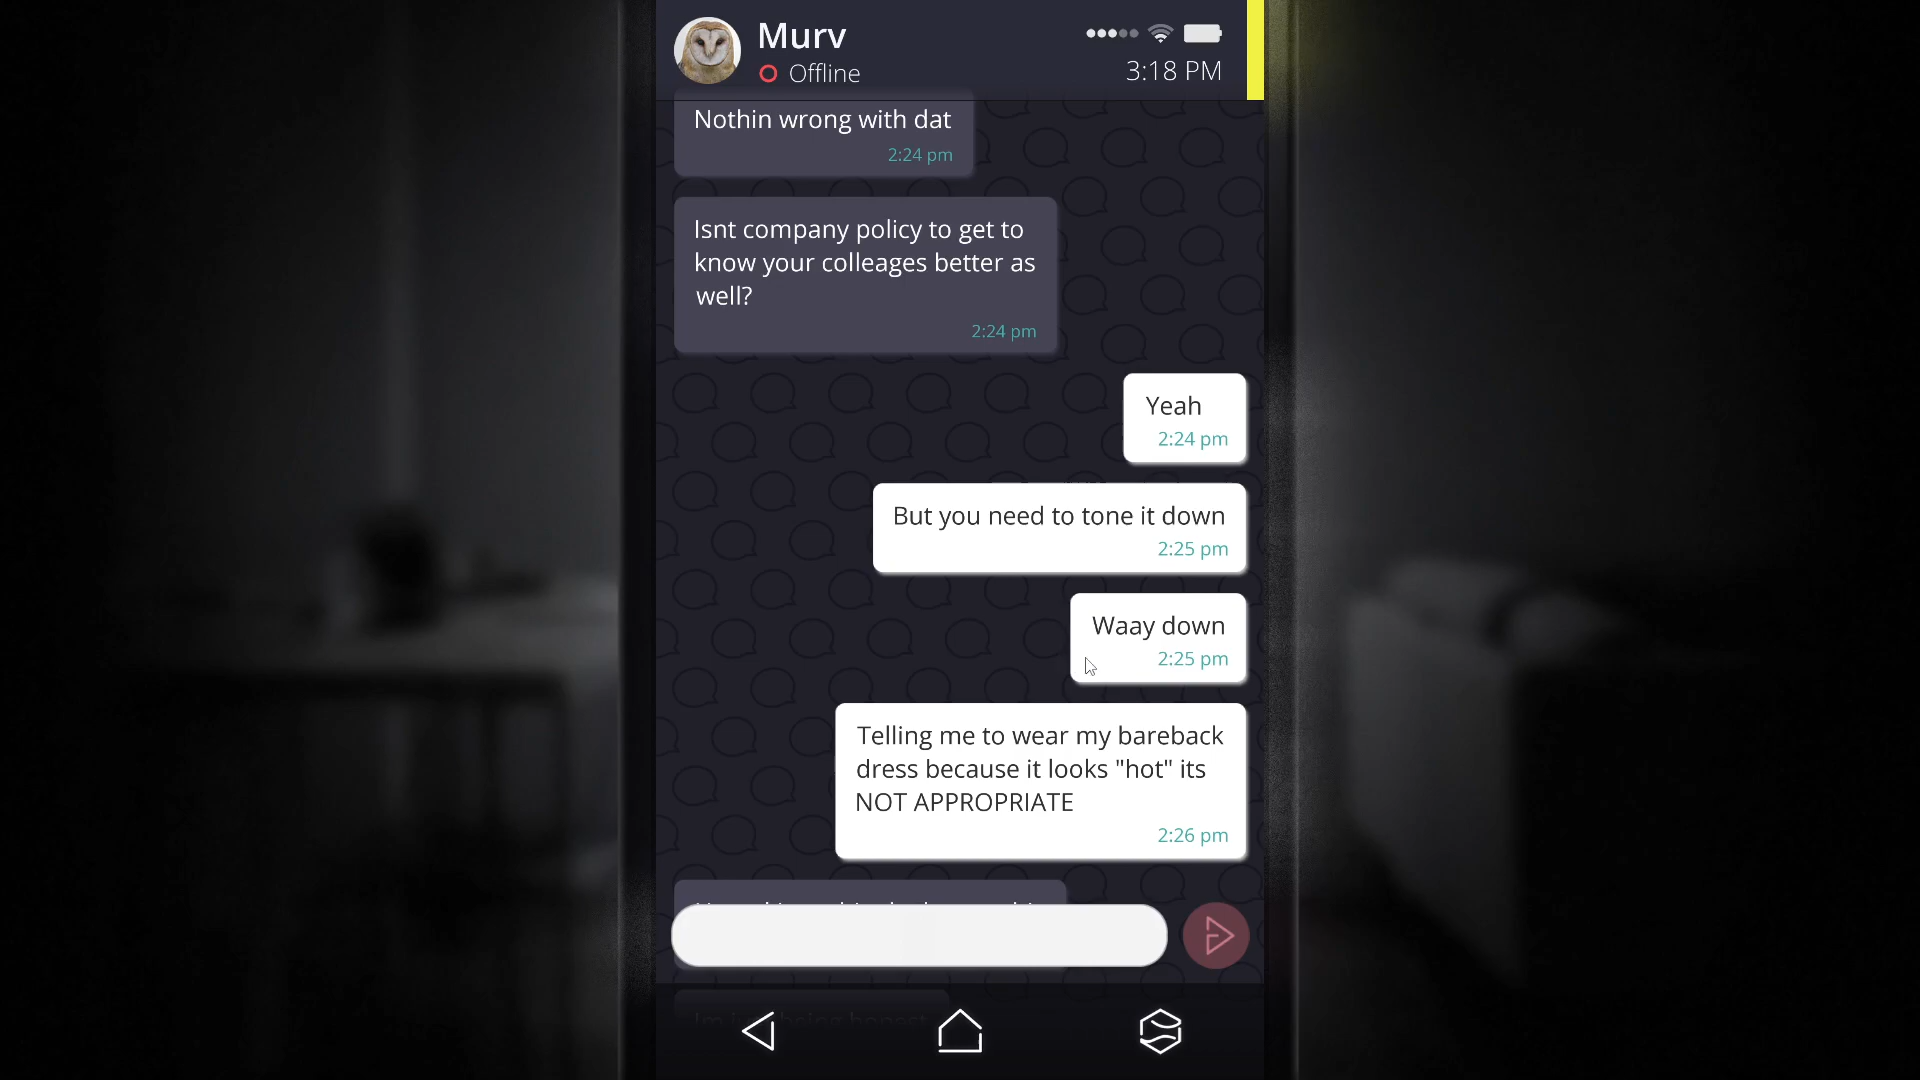 Murv
Offline
3:18 PM
Nothin wrong with dat
2:24 pm
Isnt company policy to get to
know your colleages better as
well?
2:24 pm
Yeah
2:24 pm
But you need to tone it down
2:25 pm
Waay down
2:25 pm
Telling me to wear my bareback
dress because it looks "hot" its
NOT APPROPRIATE
2:26 pm
being honest